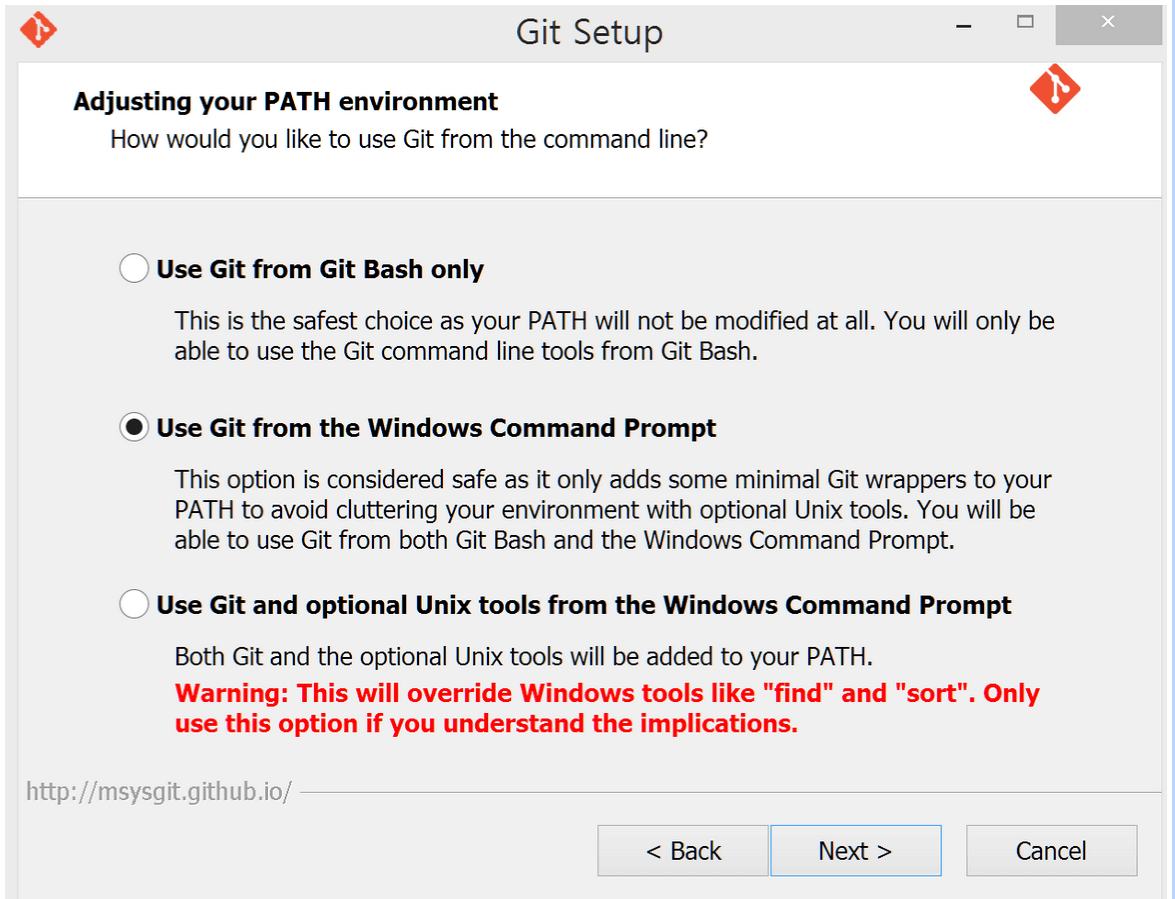 Git Setup
Adjusting your PATH environment
How would you like to use Git from the command line?
Use Git from Git Bash only
This is the safest choice as your PATH will not be modified at all. You will only be
able to use the Git command line tools from Git Bash.
Use Git from the Windows Command Prompt
This option is considered safe as it only adds some minimal Git wrappers to your
PATH to avoid cluttering your environment with optional Unix tools. You will be
able to use Git from both Git Bash and the Windows Command Prompt.
Use Git and optional Unix tools from the Windows Command Prompt
Both Git and the optional Unix tools will be added to your PATH.
Warning: This will override Windows tools like "find" and "sort". Only
use this option if you understand the implications.
http://msysgit.github.io/
< Back Next > Cancel